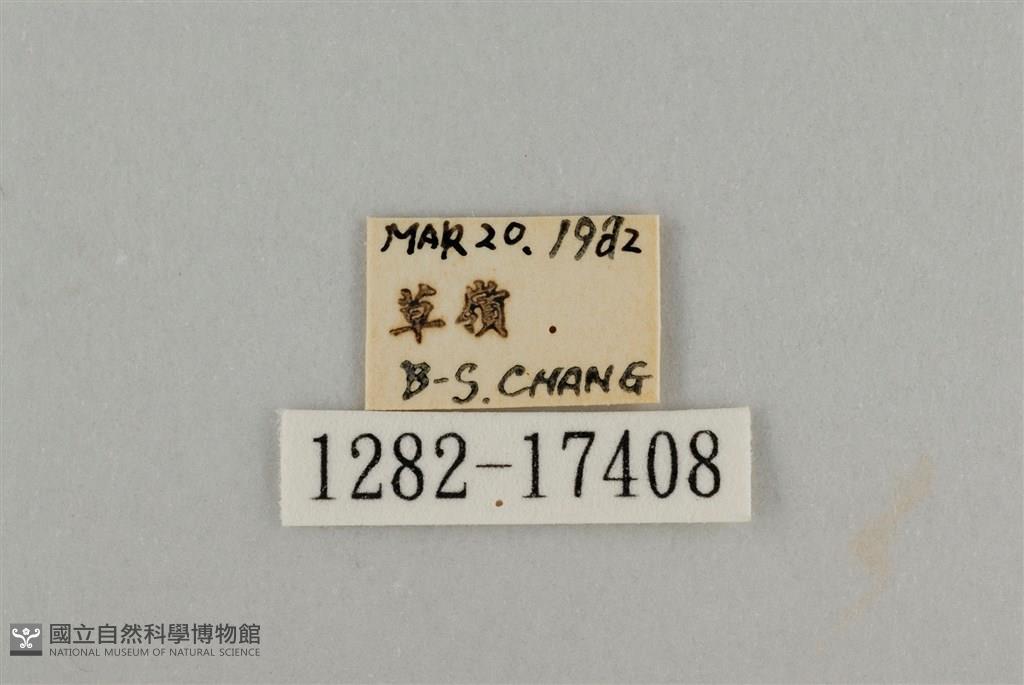 MAR 20. 1982
草嶺.
B-S. CHANG
1282-17408
國立自然科學博物館
NATIONAL MUSEUM OF NATURAL SCIENCE